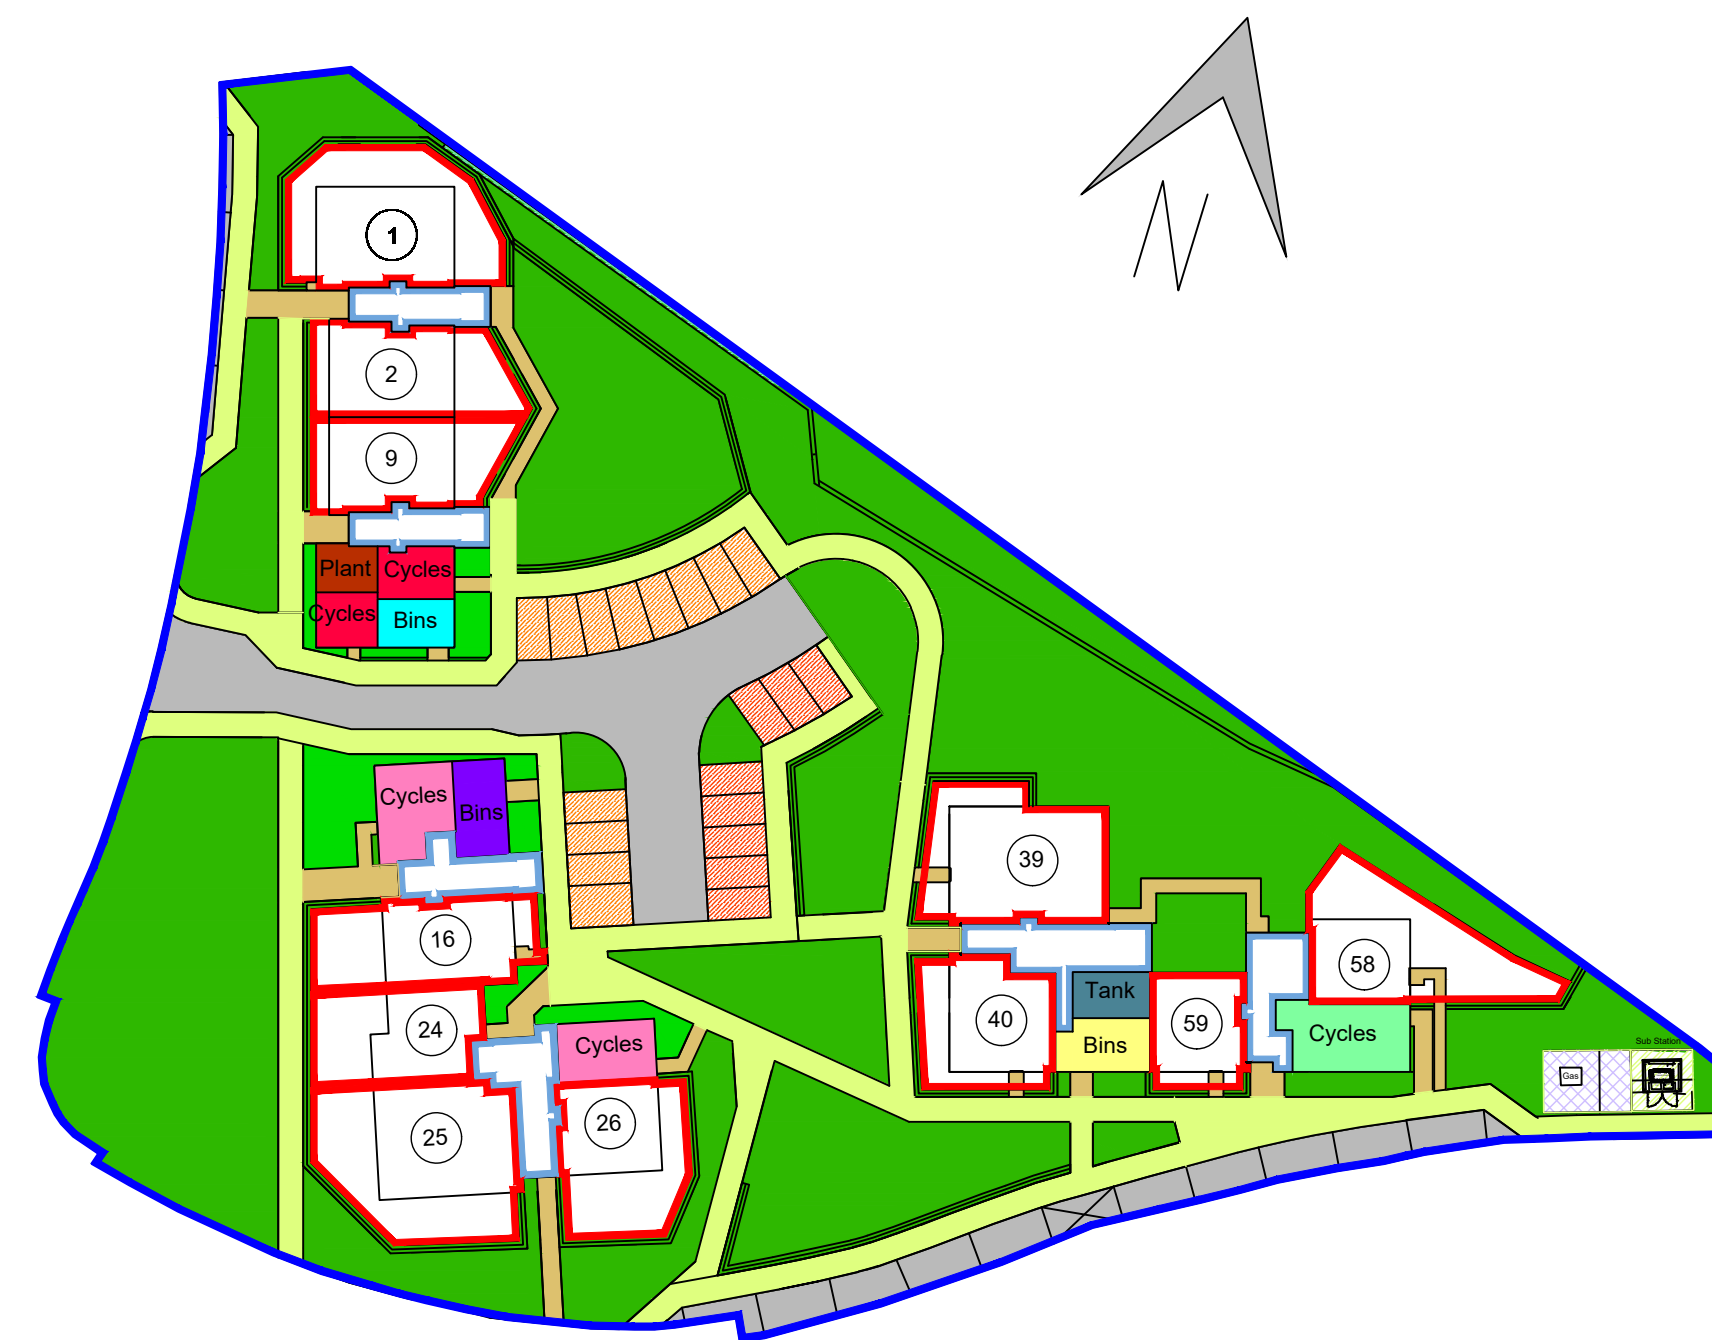 N
1
2
9
Plant
Cycles
Cycles
Bins
Cycles
Bins
16
24
Cycles
25
26
39
40
Tank
Bins
59
58
Cycles
Sub Station
Gas